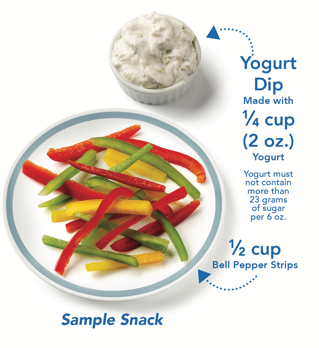 Yogurt
Dip
Made with
¼ cup
(2 oz.)
Yogurt
Yogurt must
not contain
more than
23 grams
of sugar
per 6 oz.
½ cup
Bell Pepper Strips
Sample Snack